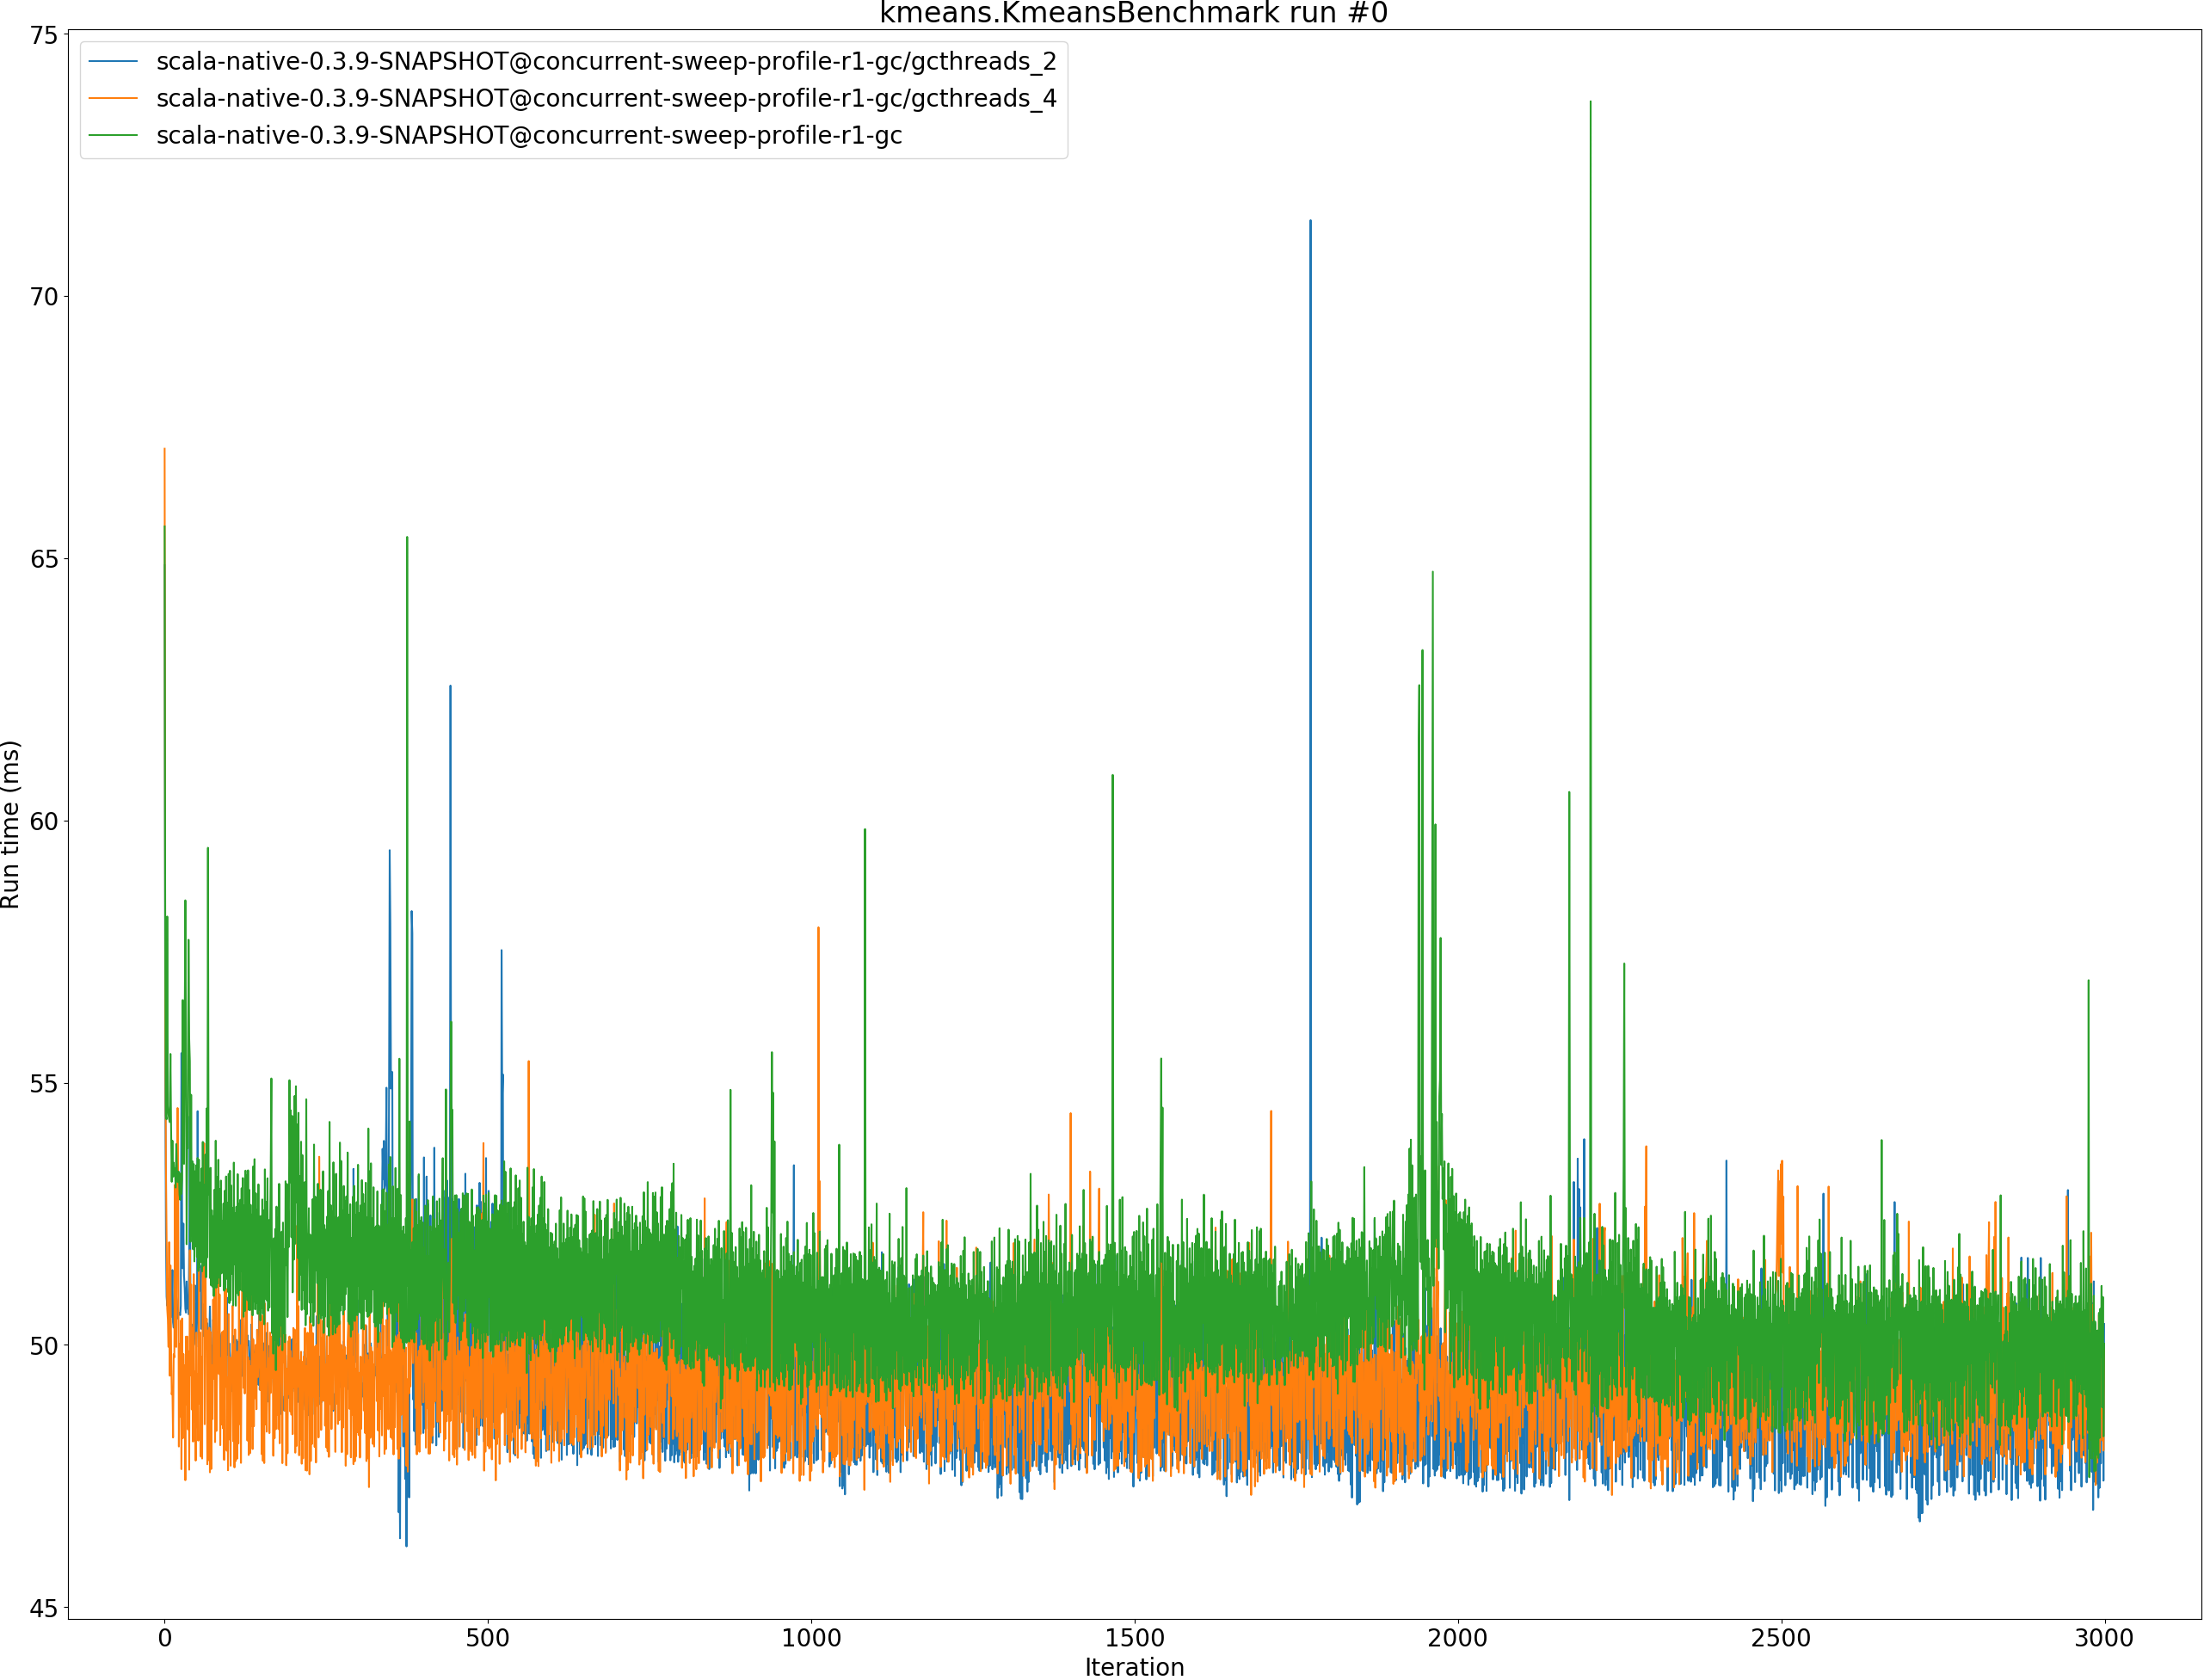 kmeans.KmeansBenchmark run #0
75
70
65
60
55
50
45
Run time (ms)
scala-native-0.3.9-SNAPSHOT@concurrent-sweep-profile-r1-gc/gcthreads_2
scala-native-0.3.9-SNAPSHOT@concurrent-sweep-profile-r1-gc/gcthreads_4
scala-native-0.3.9-SNAPSHOT@concurrent-sweep-profile-r1-gc
0 500 1000 1500 2000 2500 3000
Iteration